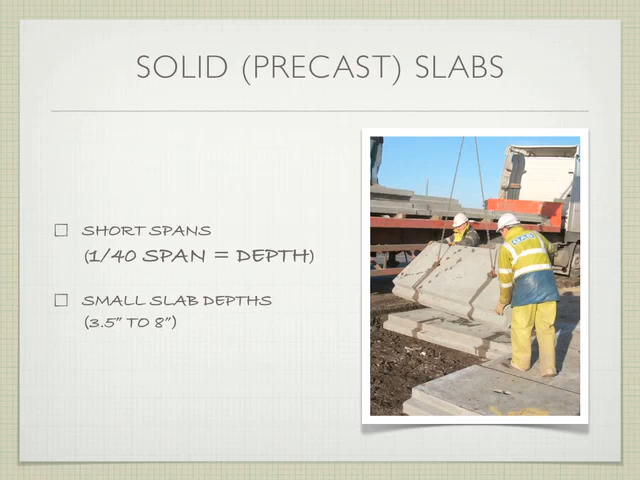 SOLID (PRECAST) SLABS
SHORT SPANS
(1/40 SPAN = DEPTH)
SMALL SLAB DEPTHS
(3.5” TO 8”)